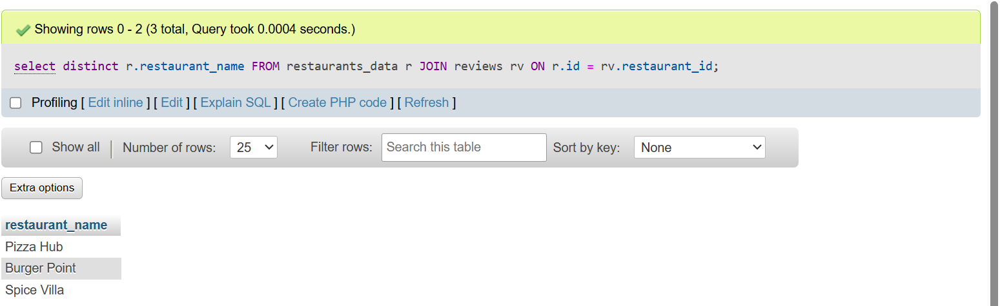 Showing rows 0 - 2 (3 total, Query took 0.0004 seconds.)
select distinct r.restaurant_name FROM restaurants_data r JOIN reviews rv ON r.id = rv.restaurant_id;
Profiling [ Edit inline ] [ Edit ] [ Explain SQL ] [ Create PHP code ] [ Refresh ]
Show all | Number of rows: 25 Filter rows: Search this table Sort by key: None
Extra options
restaurant_name
Pizza Hub
Burger Point
Spice Villa